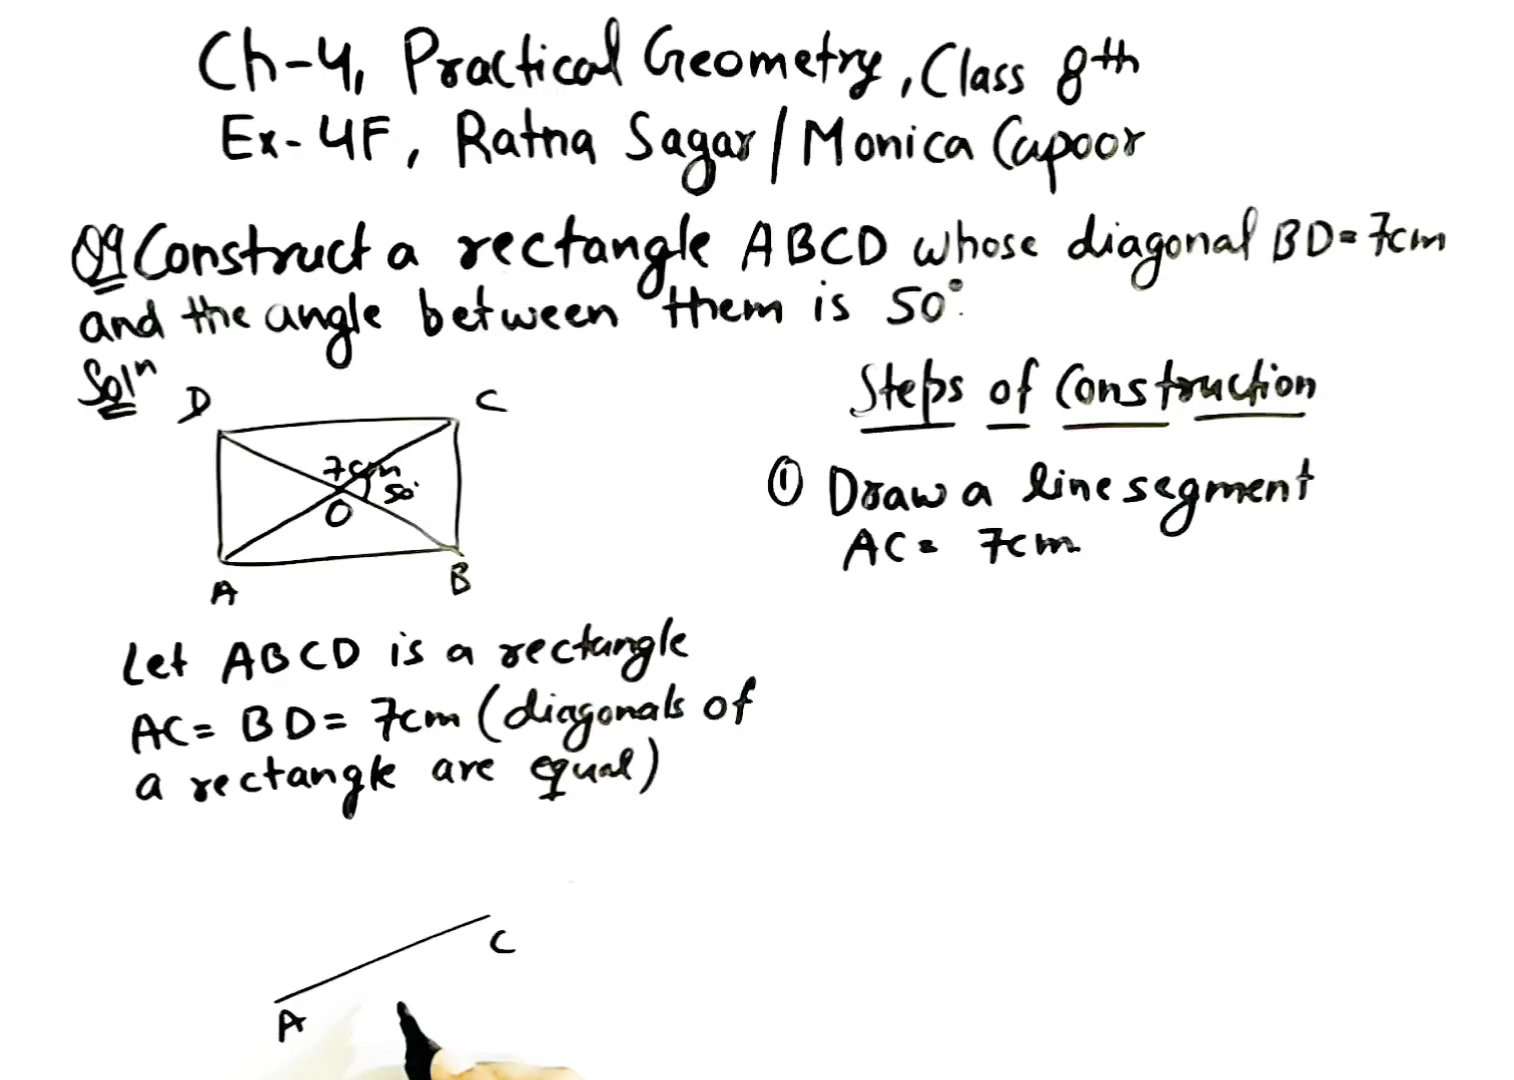 Ch-4, Practical Geometry, Class 8th
Ex-4F, Ratna Sagar/Monica Capoor
Q9 Construct a rectangle ABCD whose diagonal BD=7cm
and the angle between them is 50°.
Solⁿ
Steps of Construction
D C
7cm
50°
O
A B
① Draw a line segment
AC = 7cm.
Let ABCD is a rectangle
AC = BD = 7cm (diagonals of
a rectangle are equal)
C
A